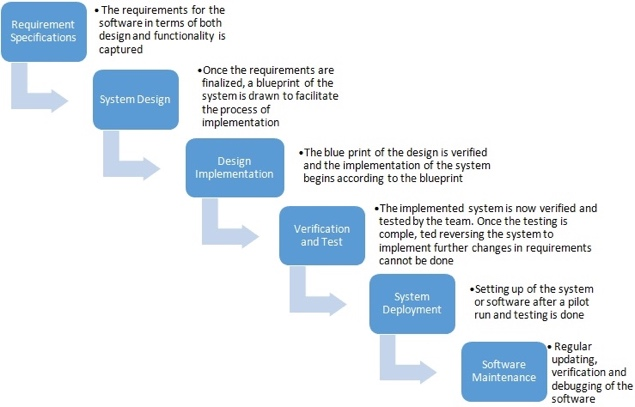 Requirement
Specifications
• The requirements for the
software in terms of both
design and functionality is
captured
System Design
•Once the requirements are
finalized, a blueprint of the
system is drawn to facilitate
the process of
implementation
Design
Implementation
•The blue print of the design is verified
and the implementation of the system
begins according to the blueprint
Verification
and Test
•The implemented system is now verified and
tested by the team. Once the testing is
comple, ted reversing the system to
implement further changes in requirements
cannot be done
System
Deployment
•Setting up of the system
or software after a pilot
run and testing is done
Software
Maintenance
• Regular
updating,
verification and
debugging of the
software